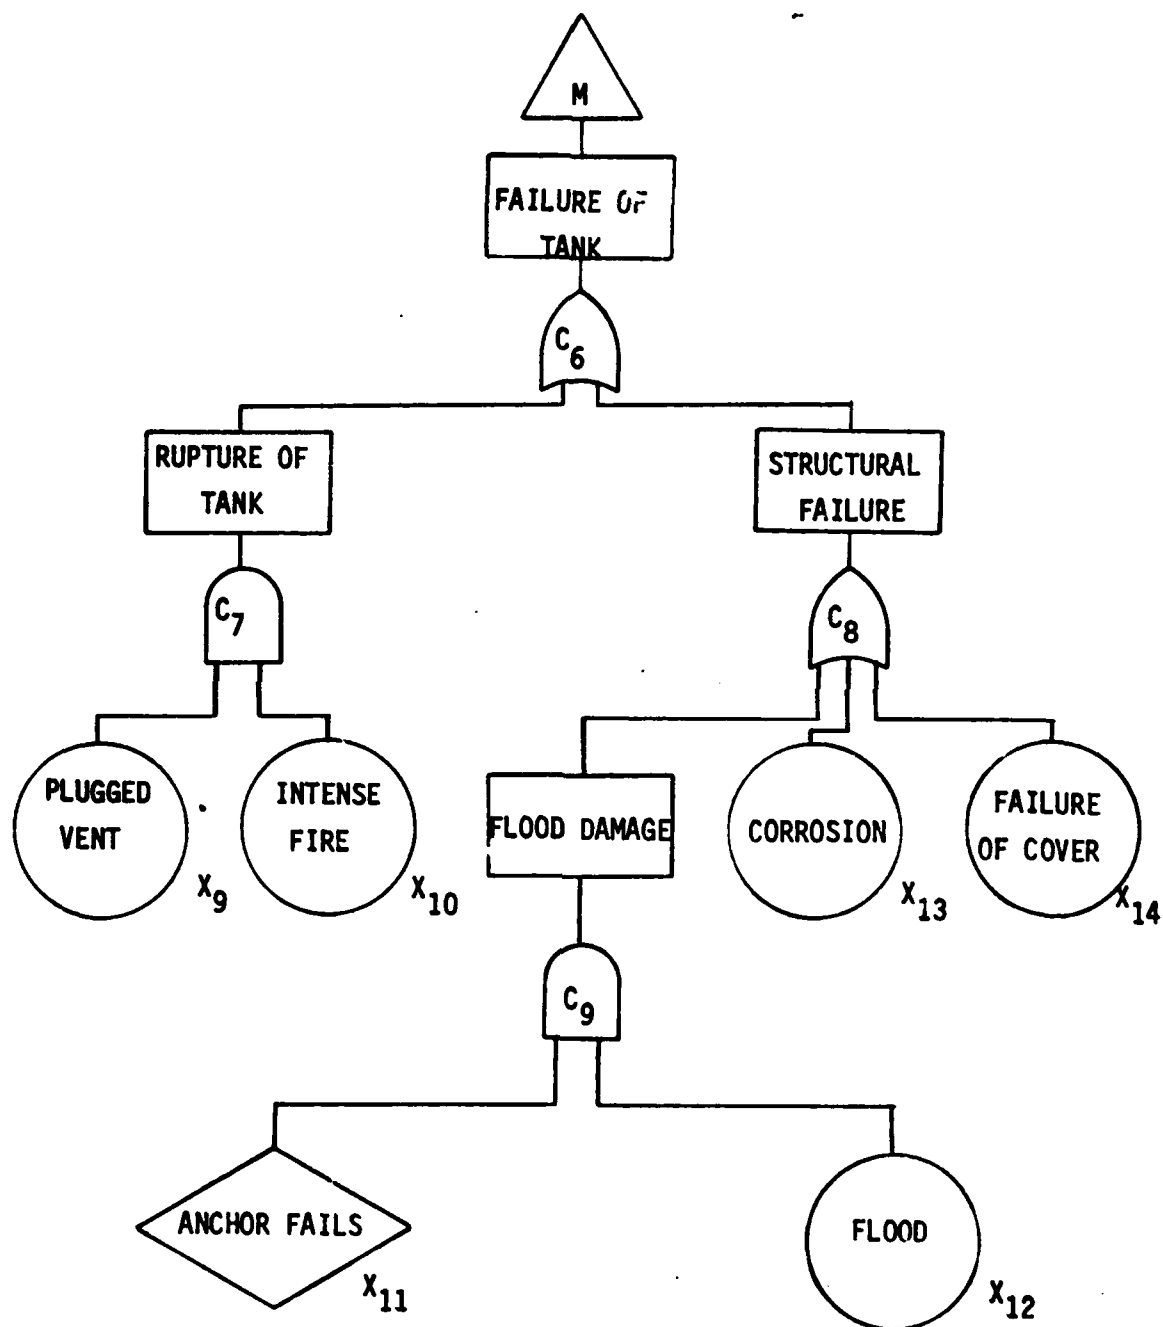 M
FAILURE OF
TANK
C6
RUPTURE OF
TANK
STRUCTURAL
FAILURE
C7
C8
PLUGGED
VENT
X9
INTENSE
FIRE
X10
FLOOD DAMAGE
CORROSION
X13
FAILURE
OF COVER
X14
C9
ANCHOR FAILS
X11
FLOOD
X12